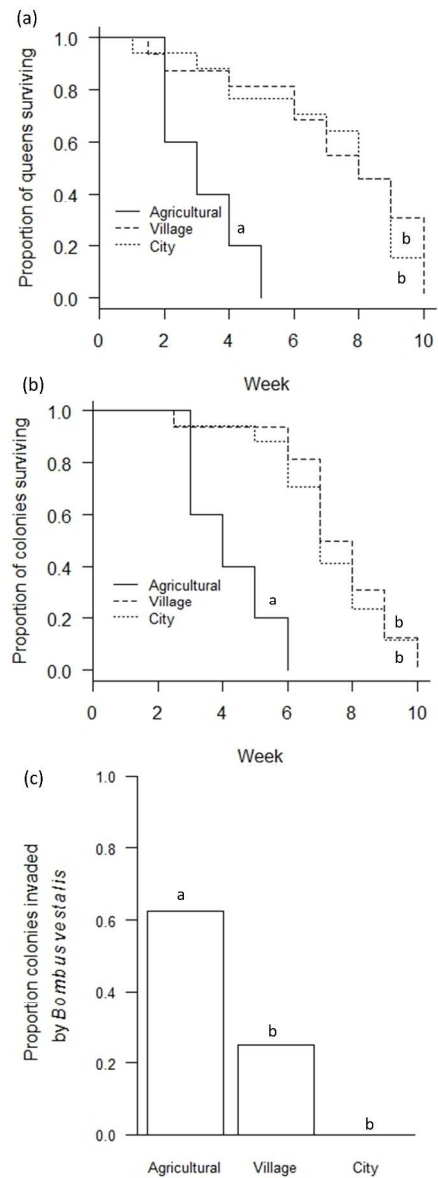 (a)
Proportion of queens surviving
1.0
0.8
0.6
0.4
0.2
0.0
Agricultural
Village
City
a
b
b
0 2 4 6 8 10
Week
(b)
Proportion of colonies surviving
1.0
0.8
0.6
0.4
0.2
0.0
Agricultural
Village
City
a
b
b
0 2 4 6 8 10
Week
(c)
Proportion colonies invaded
by Bombus vestalis
1.0
0.8
0.6
0.4
0.2
0.0
a
b
b
Agricultural Village City